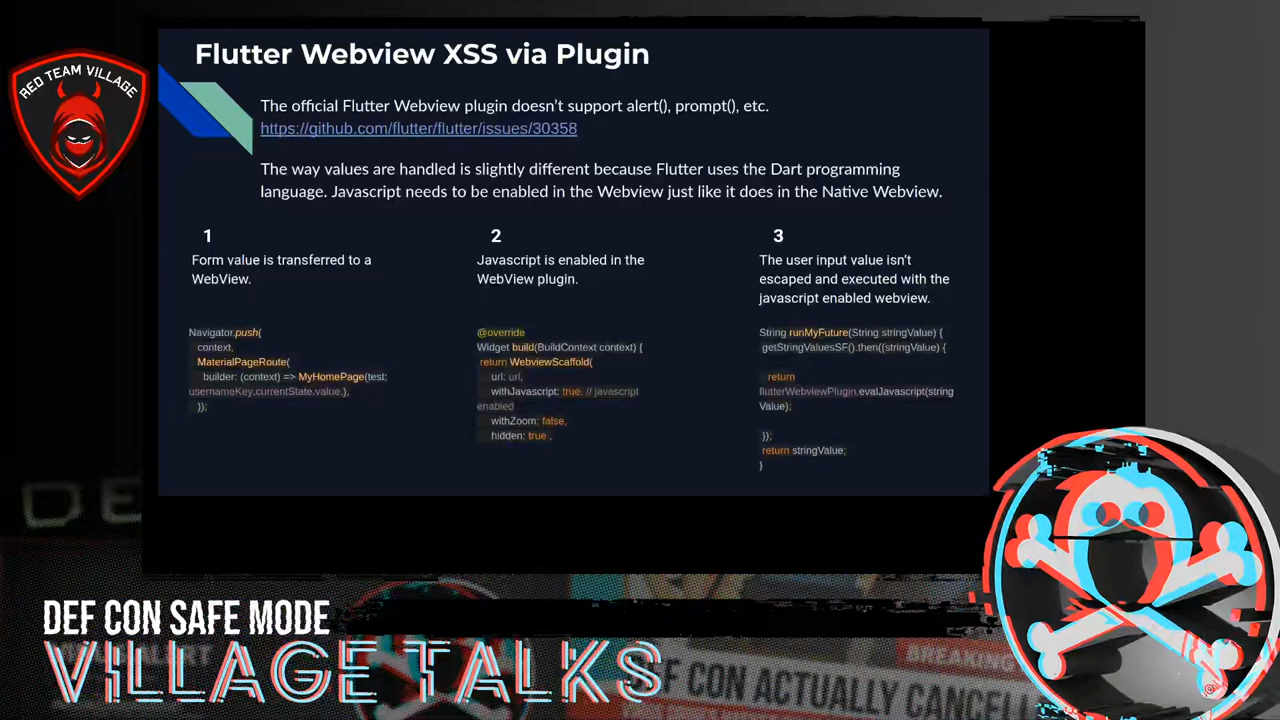 RED TEAM VILLAGE
Flutter Webview XSS via Plugin
The official Flutter Webview plugin doesn't support alert(), prompt(), etc.
https://github.com/flutter/flutter/issues/30358
The way values are handled is slightly different because Flutter uses the Dart programming
language. Javascript needs to be enabled in the Webview just like it does in the Native Webview.
1
Form value is transferred to a
WebView.
Navigator.push(
context,
MaterialPageRoute(
builder: (context) => MyHomePage(test:
usernameKey.currentState.value,),
));
2
Javascript is enabled in the
WebView plugin.
@override
Widget build(BuildContext context) {
return WebviewScaffold(
url: url,
withJavascript: true, // javascript
enabled
withZoom: false,
hidden: true ,
3
The user input value isn't
escaped and executed with the
javascript enabled webview.
String runMyFuture(String stringValue) {
getStringValuesSF().then((stringValue) {
return
flutterWebviewPlugin.evalJavascript(string
Value);
});
return stringValue;
}
DE
DEF CON SAFE MODE
VILLAGE TALKS
BREAKIN
EF CON ACTUALLY CANCELL